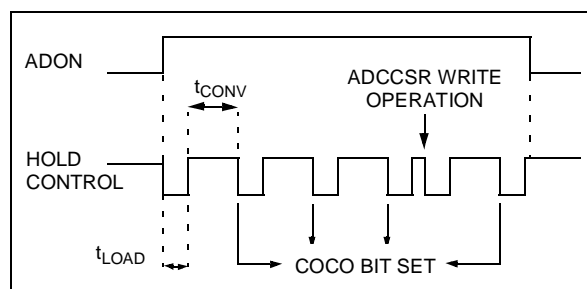 ADON
tCONV
ADCCSR WRITE
OPERATION
HOLD
CONTROL
tLOAD
COCO BIT SET